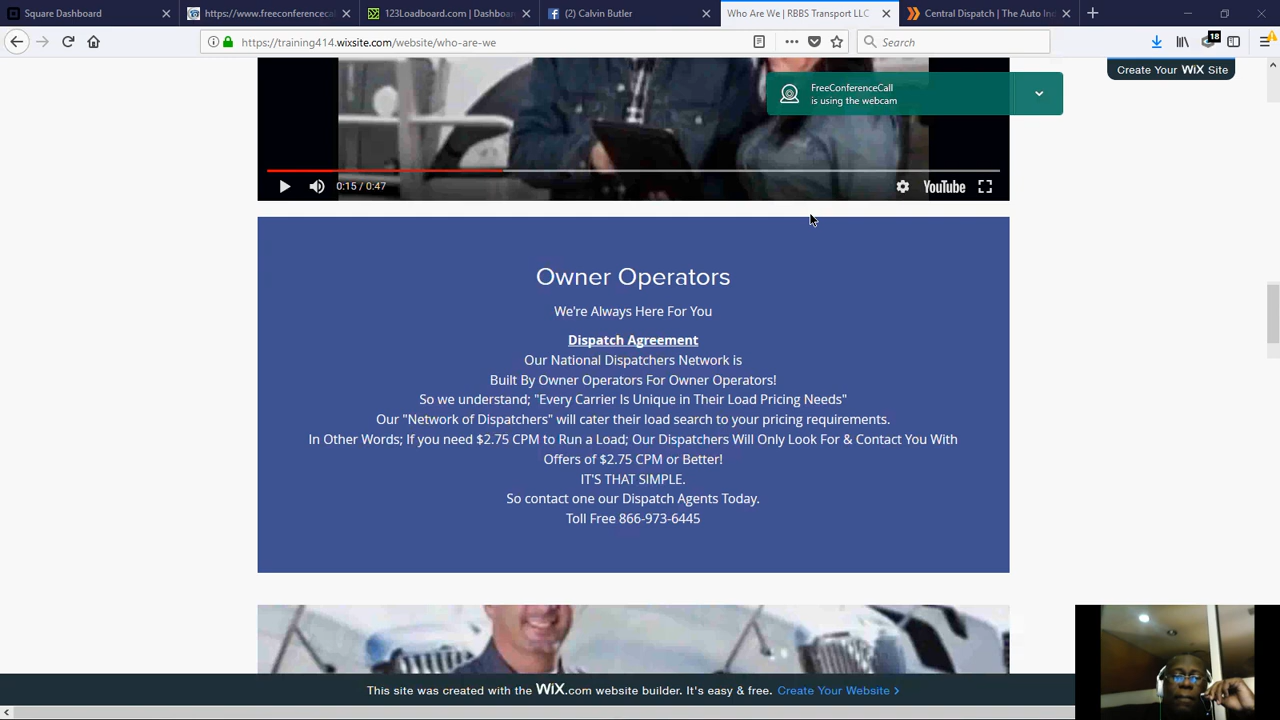 Square Dashboard
https://www.freeconferencecal
123Loadboard.com | Dashboar
(2) Calvin Butler
Who Are We | RBBS Transport LLC
Central Dispatch | The Auto Ind
https://training414.wixsite.com/website/who-are-we
Search
18
Create Your WiX Site
FreeConferenceCall
is using the webcam
0:15 / 0:47
YouTube
Owner Operators
We're Always Here For You
Dispatch Agreement
Our National Dispatchers Network is
Built By Owner Operators For Owner Operators!
So we understand; "Every Carrier Is Unique in Their Load Pricing Needs"
Our "Network of Dispatchers" will cater their load search to your pricing requirements.
In Other Words; If you need $2.75 CPM to Run a Load; Our Dispatchers Will Only Look For & Contact You With
Offers of $2.75 CPM or Better!
IT'S THAT SIMPLE.
So contact one our Dispatch Agents Today.
Toll Free 866-973-6445
This site was created with the WiX.com website builder. It's easy & free. Create Your Website >